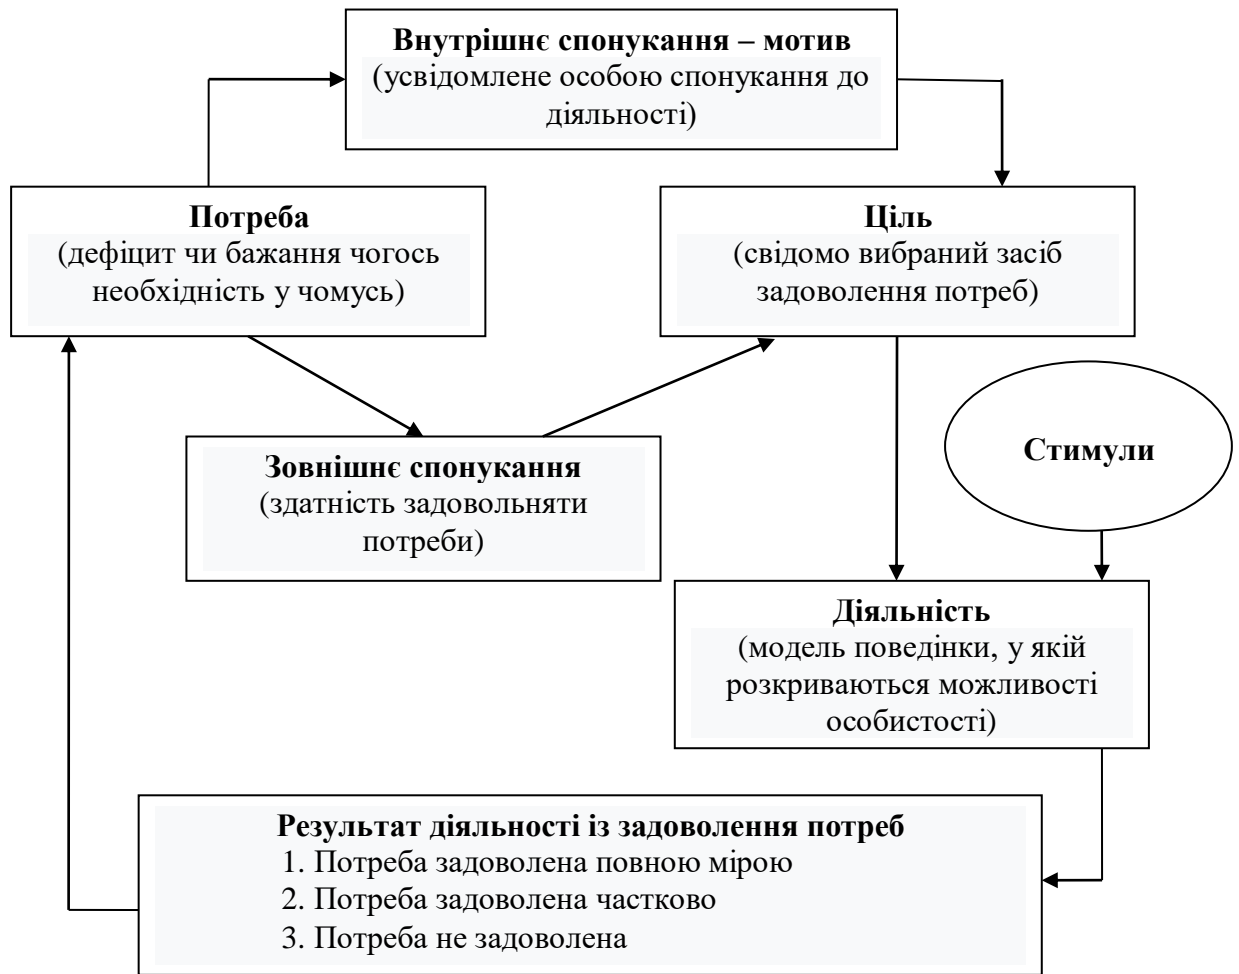 Внутрішнє спонукання – мотив
(усвідомлене особою спонукання до
діяльності)
Потреба
(дефіцит чи бажання чогось
необхідність у чомусь)
Ціль
(свідомо вибраний засіб
задоволення потреб)
Зовнішнє спонукання
(здатність задовольняти
потреби)
Стимули
Діяльність
(модель поведінки, у якій
розкриваються можливості
особистості)
Результат діяльності із задоволення потреб
1. Потреба задоволена повною мірою
2. Потреба задоволена частково
3. Потреба не задоволена